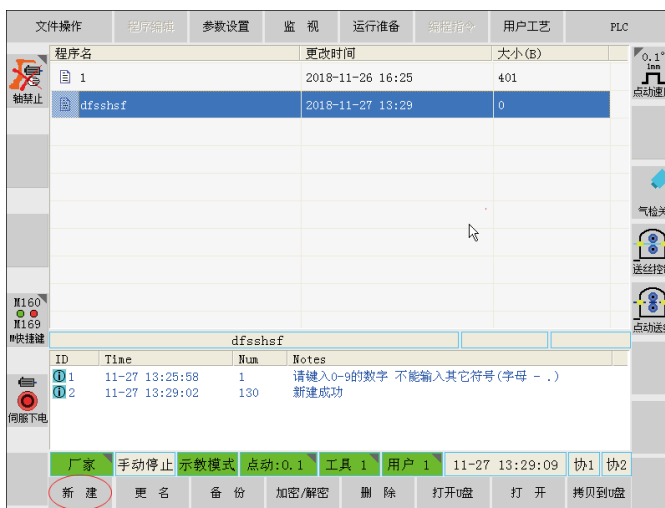 文件操作 程序编辑 参数设置 监 视 运行准备 编程指令 用户工艺 PLC
程序名 更改时间 大小(B)
1 2018-11-26 16:25 401
dfsshsf 2018-11-27 13:29 0
轴禁止
M160
M169
M快捷键
伺服下电
0.1°
1mm
点动速
气检关
送丝控
点动送
dfsshsf
ID Time Num Notes
1 11-27 13:25:58 1 请键入0-9的数字 不能输入其它符号(字母 - .)
2 11-27 13:29:02 130 新建成功
厂家 手动停止 示教模式 点动:0.1 工具 1 用户 1 11-27 13:29:09 协1 协2
新 建 更 名 备 份 加密/解密 删 除 打开U盘 打 开 拷贝到U盘